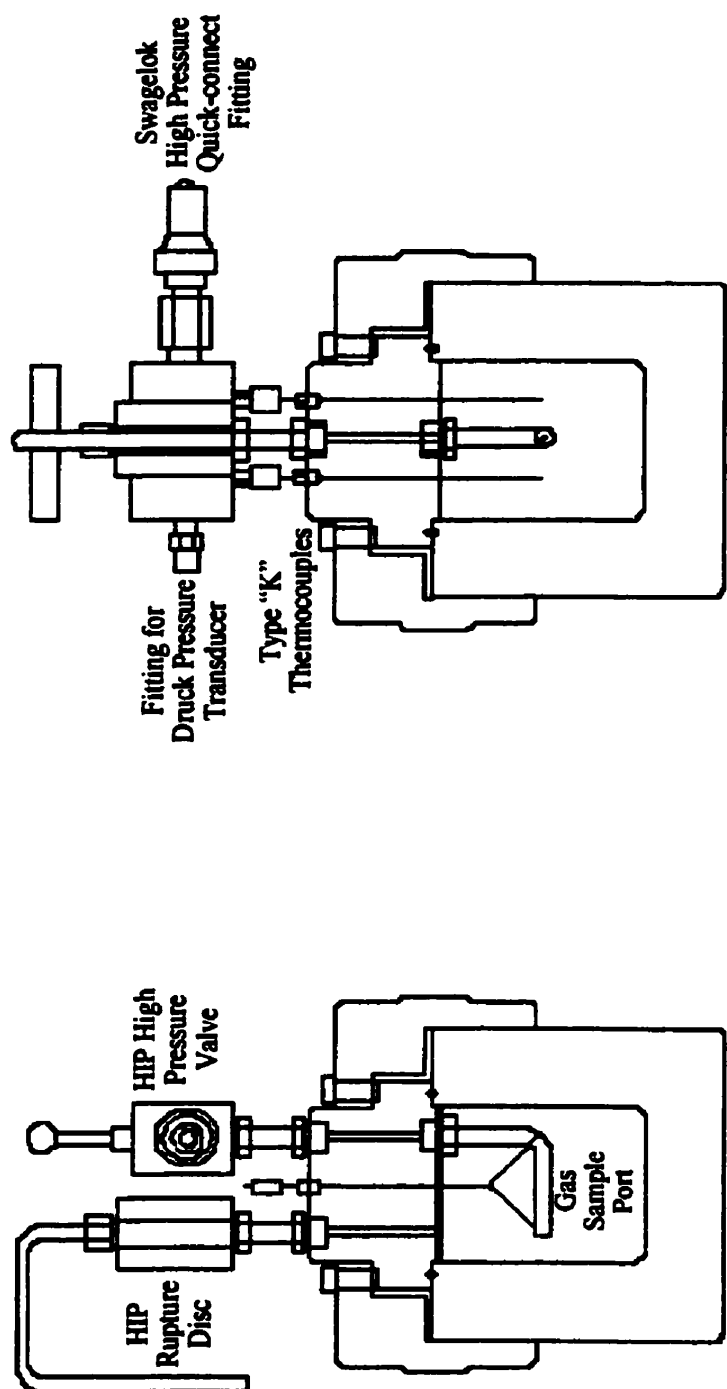 Swagelok
High Pressure
Quick-connect
Fitting
Fitting for
Druck Pressure
Transducer
Type “K”
Thermocouples
HIP High
Pressure
Valve
HIP
Rupture
Disc
Gas
Sample
Port